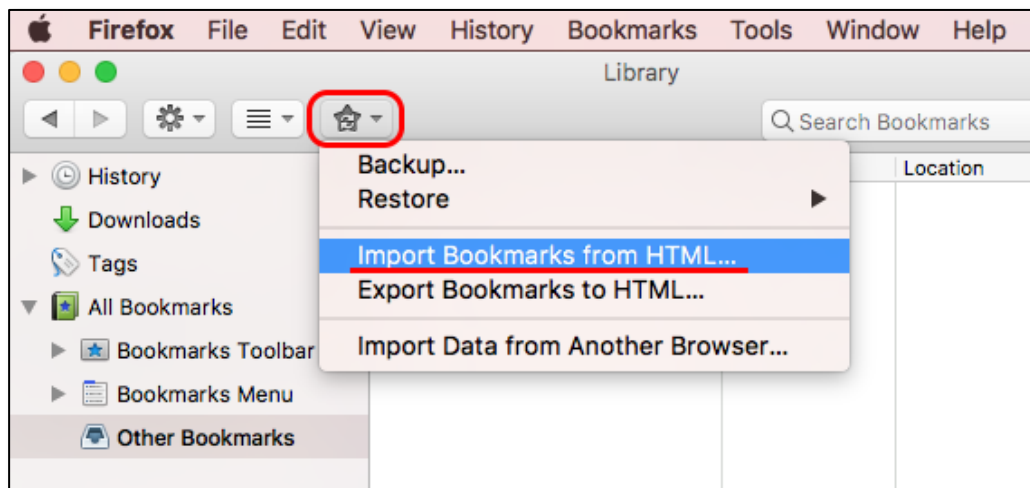 Firefox File Edit View History Bookmarks Tools Window Help
Library
Search Bookmarks
Location
History
Downloads
Tags
All Bookmarks
Bookmarks Toolbar
Bookmarks Menu
Other Bookmarks
Backup...
Restore
Import Bookmarks from HTML...
Export Bookmarks to HTML...
Import Data from Another Browser...